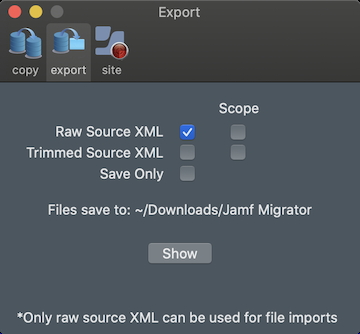 Export
copy export site
Scope
Raw Source XML
Trimmed Source XML
Save Only
Files save to: ~/Downloads/Jamf Migrator
Show
*Only raw source XML can be used for file imports